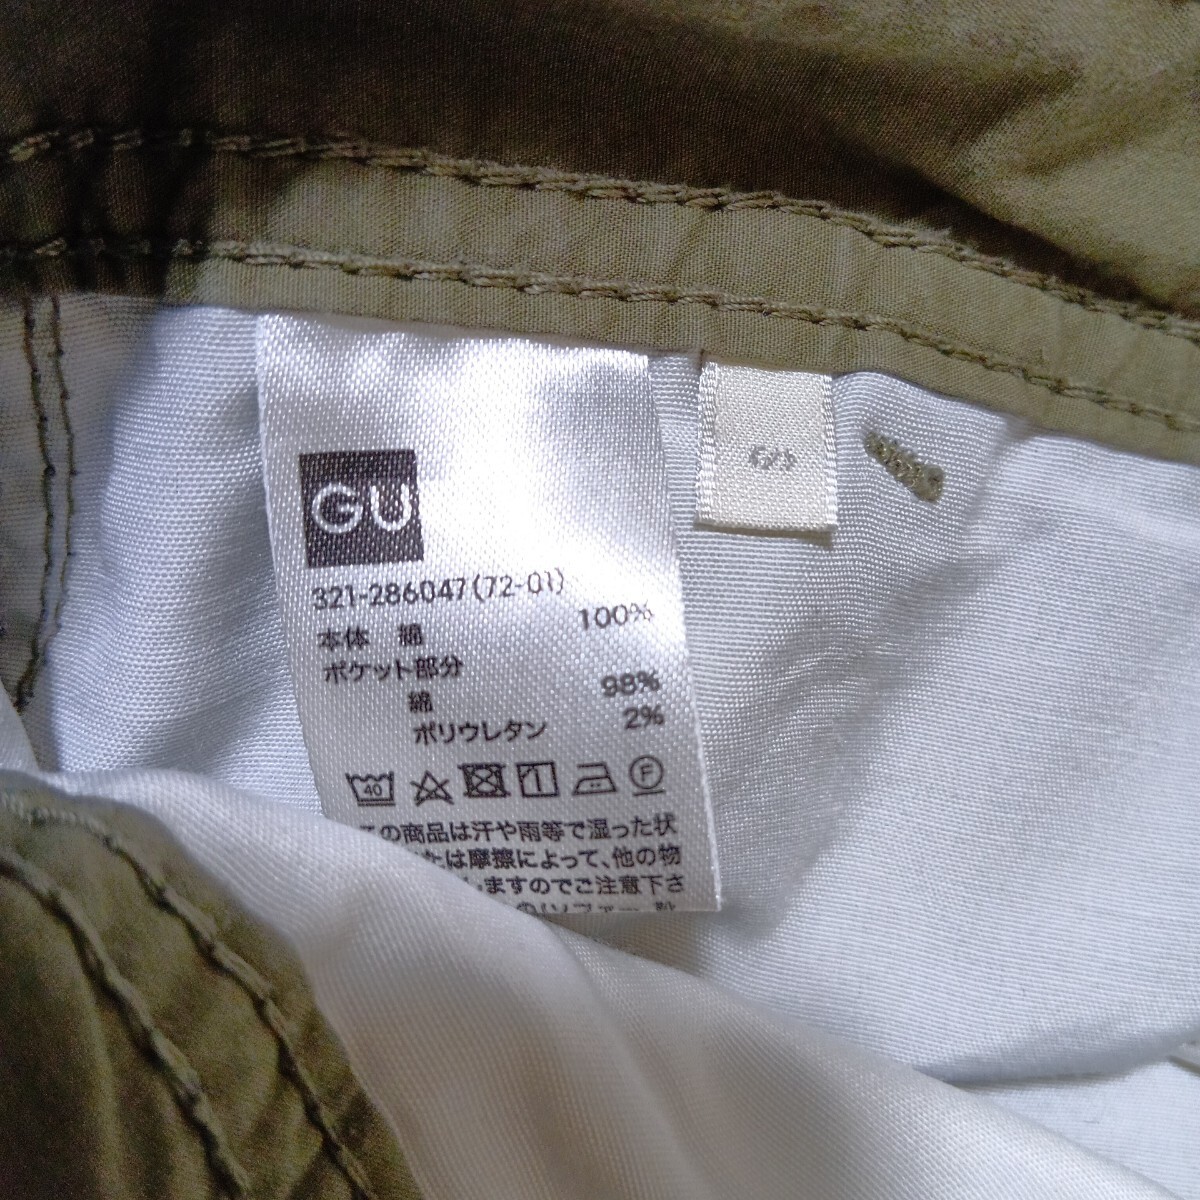 GU
321-286047(72-01)
本体 綿 100%
ポケット部分
綿 98%
ポリウレタン 2%
40 F
の商品は汗や雨等で湿った状
は摩擦によって、他の物
ますのでご注意下さ